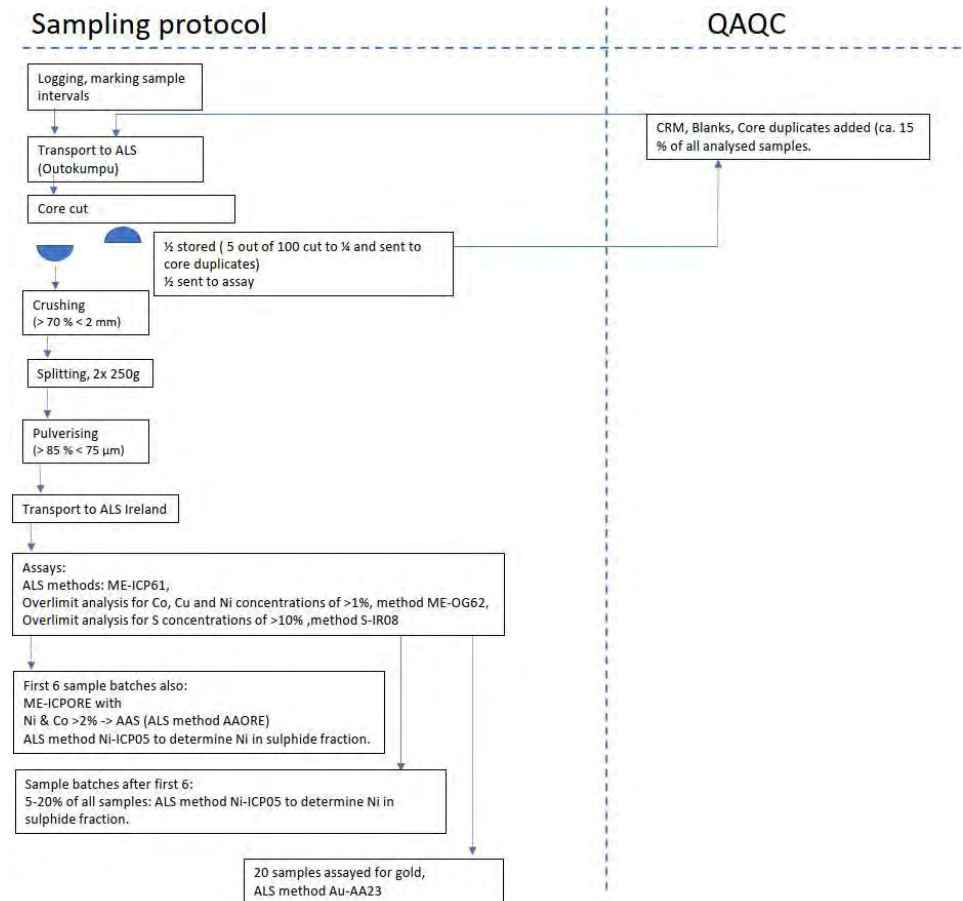 Sampling protocol
QAQC
Logging, marking sample
intervals
CRM, Blanks, Core duplicates added (ca. 15
% of all analysed samples.
Transport to ALS
(Outokumpu)
Core cut
½ stored ( 5 out of 100 cut to ¼ and sent to
core duplicates)
½ sent to assay
Crushing
(> 70 % < 2 mm)
Splitting, 2x 250g
Pulverising
(> 85 % < 75 µm)
Transport to ALS Ireland
Assays:
ALS methods: ME-ICP61,
Overlimit analysis for Co, Cu and Ni concentrations of >1%, method ME-OG62,
Overlimit analysis for S concentrations of >10% ,method S-IR08
First 6 sample batches also:
ME-ICPORE with
Ni & Co >2% -> AAS (ALS method AAORE)
ALS method Ni-ICP05 to determine Ni in sulphide fraction.
Sample batches after first 6:
5-20% of all samples: ALS method Ni-ICP05 to determine Ni in
sulphide fraction.
20 samples assayed for gold,
ALS method Au-AA23